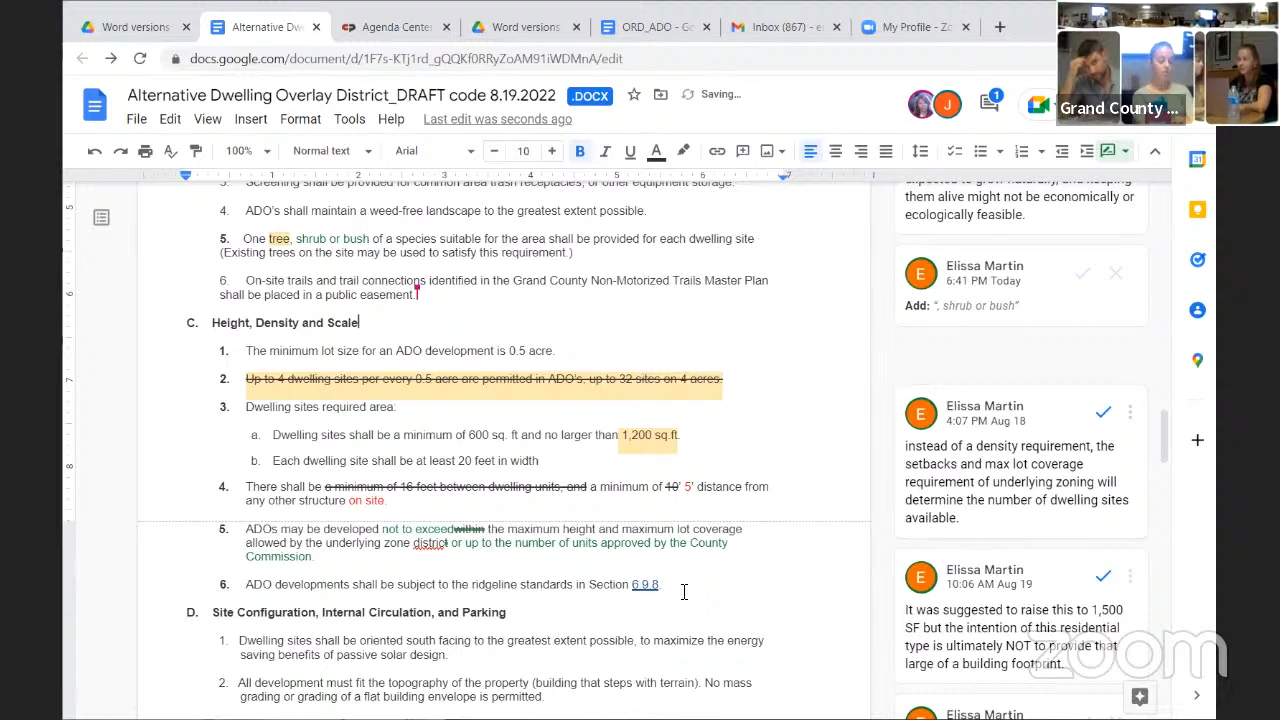 Word versions
Alternative Dwe
Agenda Center
ORD_ADO - Go
Inbox (867) - e
My Profile - Zo
docs.google.com/document/d/1F7s-KTj1rd_gQQKf0RRyZoAM91iWDMnA/edit
Alternative Dwelling Overlay District_DRAFT code 8.19.2022
.DOCX
Saving...
1
J
Grand County ...
File Edit View Insert Format Tools Help Last edit was seconds ago
100% Normal text Arial 10 B I U A
1 2 3 4 5 6 7
3. Screening shall be provided for common area trash receptacles, or other equipment storage.
4. ADO's shall maintain a weed-free landscape to the greatest extent possible.
5. One tree, shrub or bush of a species suitable for the area shall be provided for each dwelling site
(Existing trees on the site may be used to satisfy this requirement.)
6. On-site trails and trail connections identified in the Grand County Non-Motorized Trails Master Plan
shall be placed in a public easement.
C. Height, Density and Scale
1. The minimum lot size for an ADO development is 0.5 acre.
2. Up to 4 dwelling sites per every 0.5 acre are permitted in ADO's, up to 32 sites on 4 acres.
3. Dwelling sites required area:
a. Dwelling sites shall be a minimum of 600 sq. ft and no larger than 1,200 sq.ft.
b. Each dwelling site shall be at least 20 feet in width
4. There shall be a minimum of 16 feet between dwelling units, and a minimum of 10' 5' distance from
any other structure on site.
5. ADOs may be developed not to exceedwithin the maximum height and maximum lot coverage
allowed by the underlying zone district or up to the number of units approved by the County
Commission.
6. ADO developments shall be subject to the ridgeline standards in Section 6.9.8.
D. Site Configuration, Internal Circulation, and Parking
1. Dwelling sites shall be oriented south facing to the greatest extent possible, to maximize the energy
saving benefits of passive solar design.
2. All development must fit the topography of the property (building that steps with terrain). No mass
grading or grading of a flat building envelope is permitted.
expected to grow naturally, and keeping
them alive might not be economically or
ecologically feasible.
E
Elissa Martin
6:41 PM Today
Add: ", shrub or bush"
E
Elissa Martin
4:07 PM Aug 18
instead of a density requirement, the
setbacks and max lot coverage
requirement of underlying zoning will
determine the number of dwelling sites
available.
E
Elissa Martin
10:06 AM Aug 19
It was suggested to raise this to 1,500
SF but the intention of this residential
type is ultimately NOT to provide that
large of a building footprint.
E
Elissa Martin
zoom
31